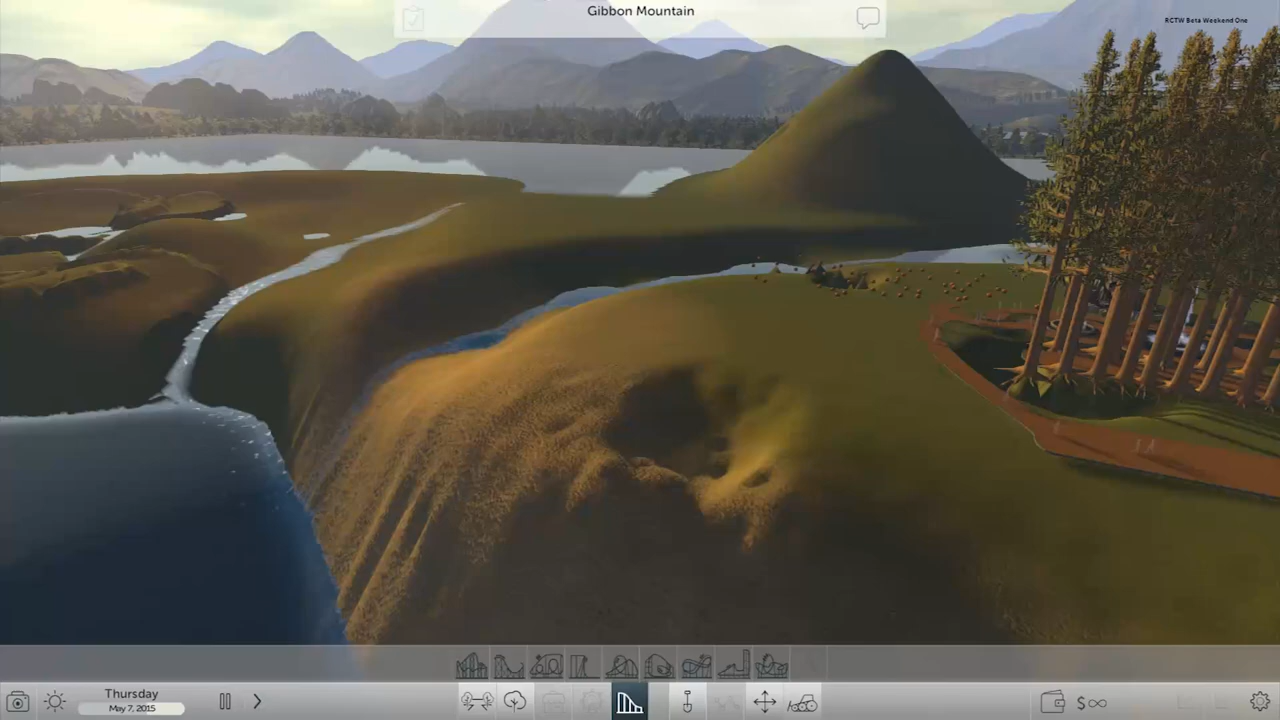 Gibbon Mountain
RCTW Beta Weekend One
Thursday
May 7, 2015
$∞